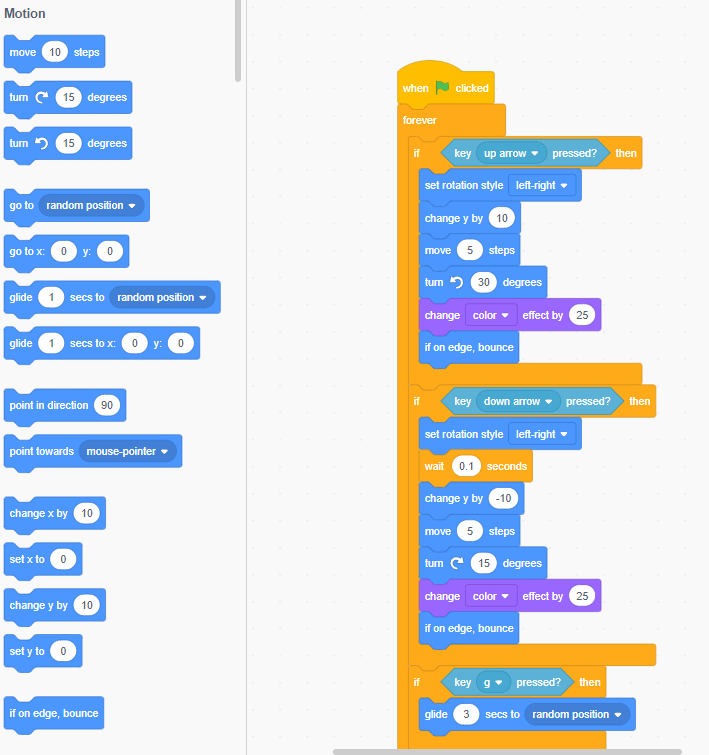 Motion
move 10 steps
turn 15 degrees
turn 15 degrees
go to random position
go to x: 0 y: 0
glide 1 secs to random position
glide 1 secs to x: 0 y: 0
point in direction 90
point towards mouse-pointer
change x by 10
set x to 0
change y by 10
set y to 0
if on edge, bounce
when clicked
forever
if key up arrow pressed? then
set rotation style left-right
change y by 10
move 5 steps
turn 30 degrees
change color effect by 25
if on edge, bounce
if key down arrow pressed? then
set rotation style left-right
wait 0.1 seconds
change y by -10
move 5 steps
turn 15 degrees
change color effect by 25
if on edge, bounce
if key g pressed? then
glide 3 secs to random position